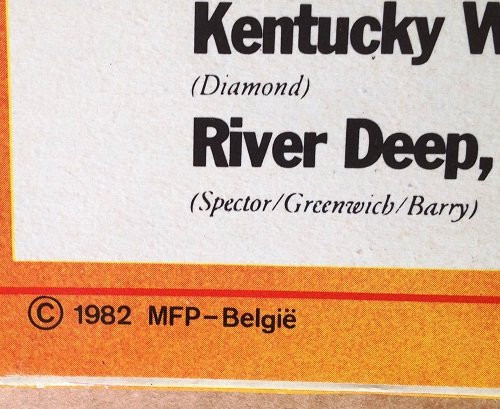 Kentucky W
(Diamond)
River Deep,
(Spector/Greenwich/Barry)
© 1982 MFP–België